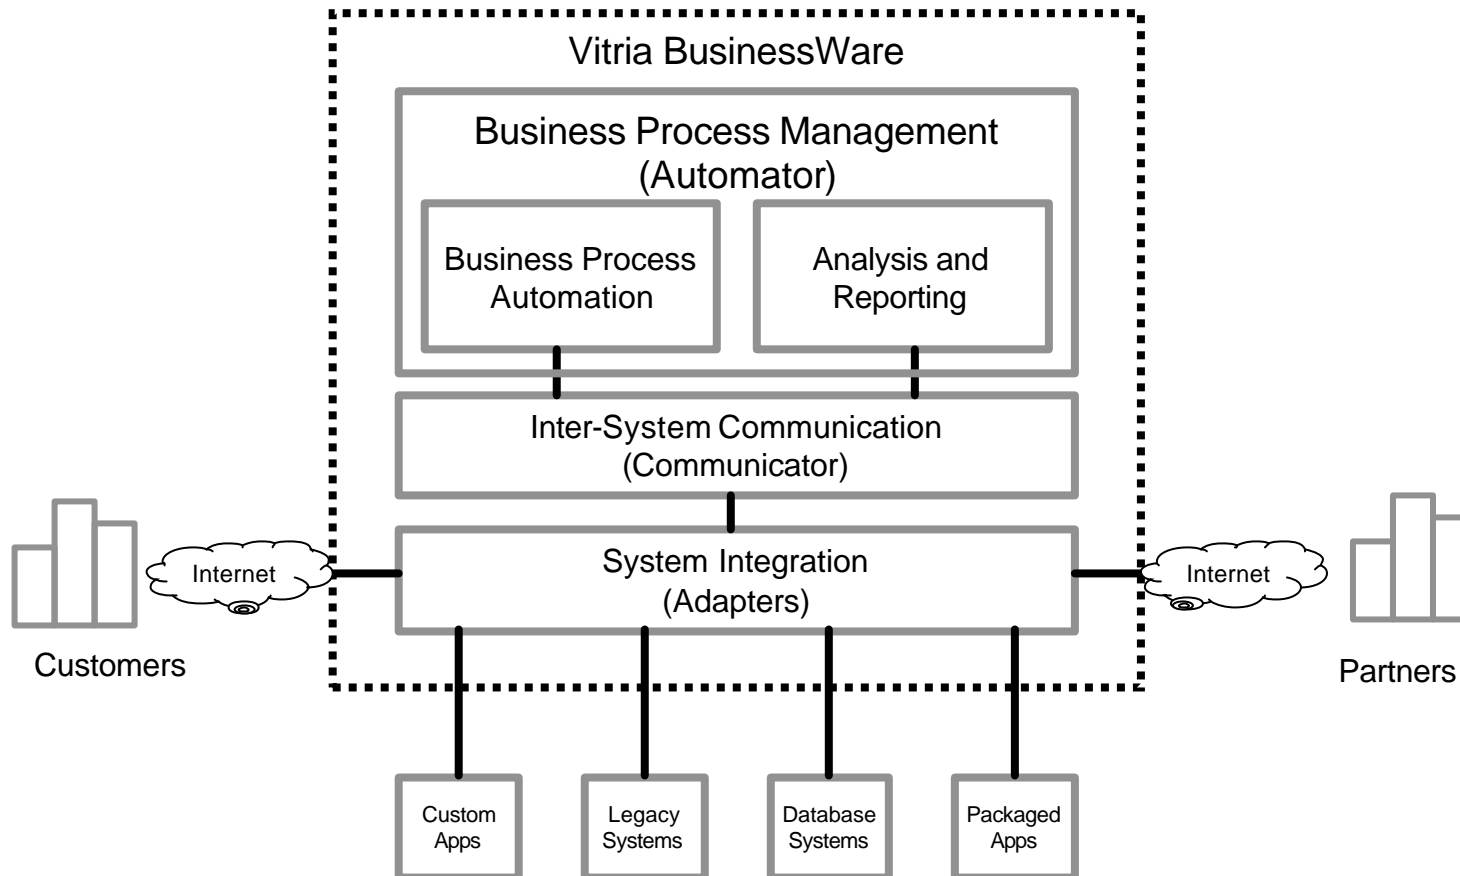 Vitria BusinessWare
Business Process Management
(Automator)
Business Process
Automation
Analysis and
Reporting
Inter-System Communication
(Communicator)
System Integration
(Adapters)
Internet
Internet
Customers
Partners
Custom
Apps
Legacy
Systems
Database
Systems
Packaged
Apps